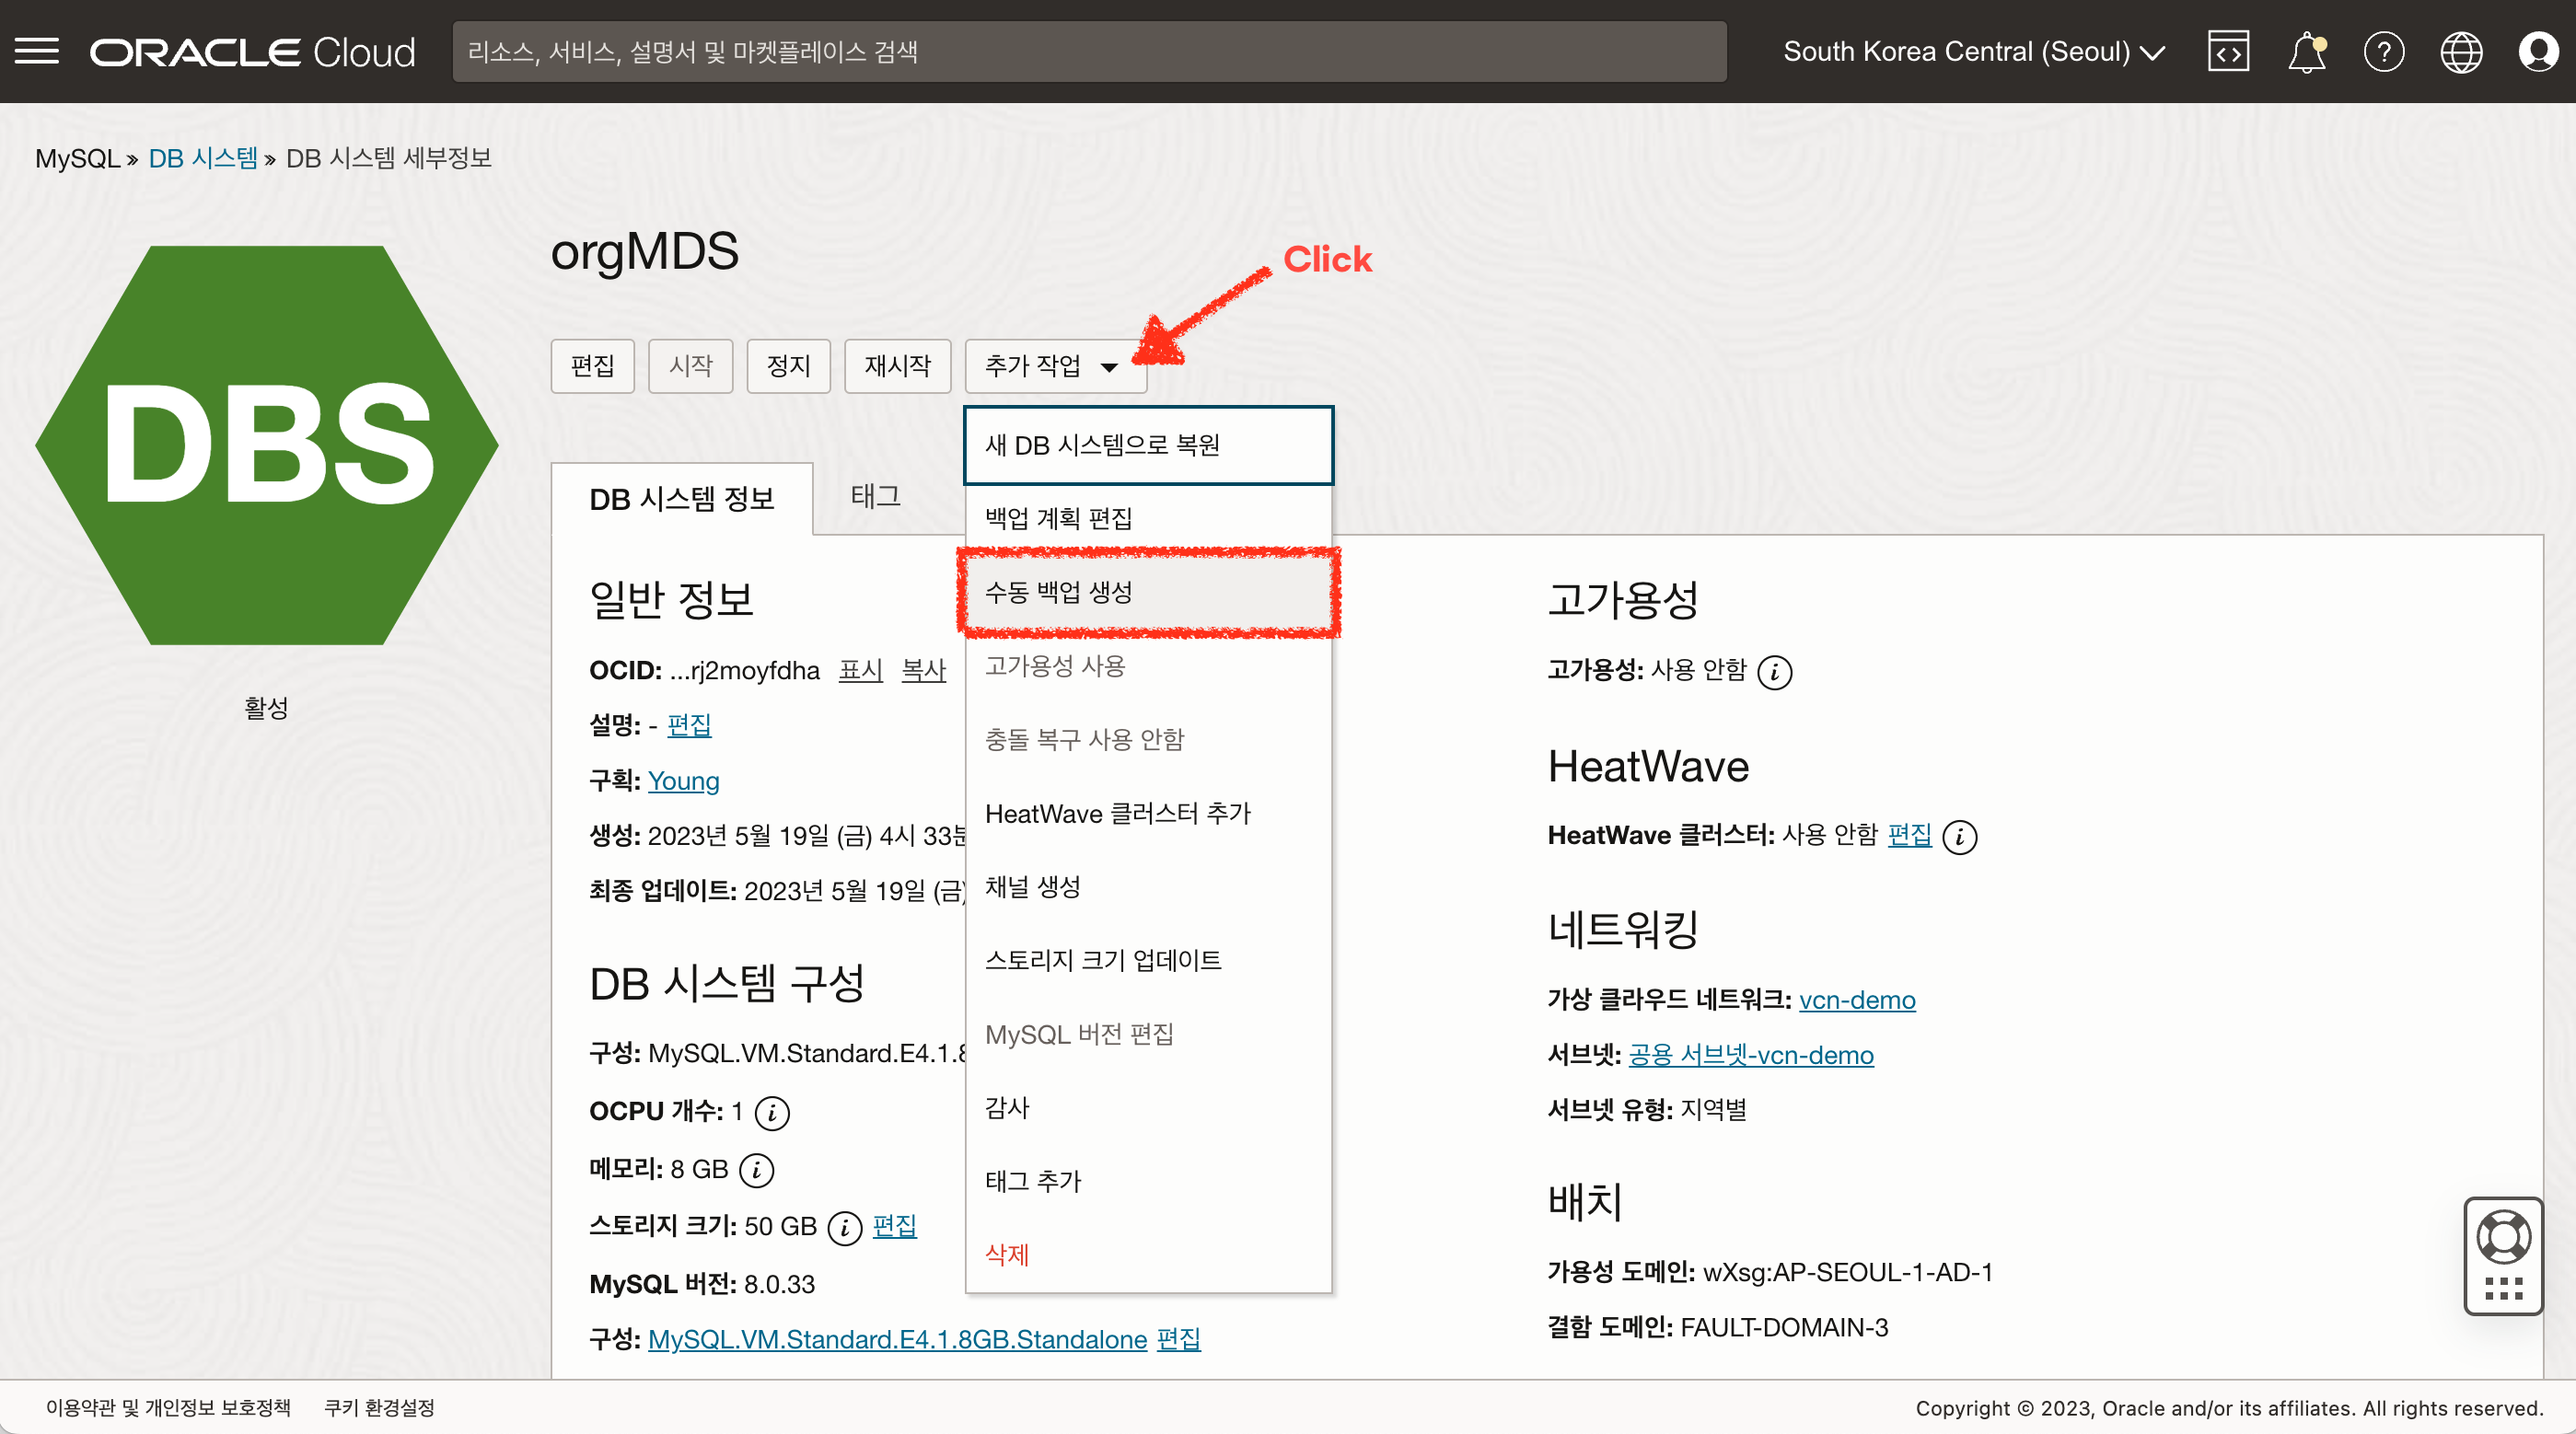 ORACLE Cloud
리소스, 서비스, 설명서 및 마켓플레이스 검색
South Korea Central (Seoul)
MySQL » DB 시스템 » DB 시스템 세부정보
DBS
활성
orgMDS
Click
편집 시작 정지 재시작 추가 작업
새 DB 시스템으로 복원
백업 계획 편집
수동 백업 생성
고가용성 사용
충돌 복구 사용 안함
HeatWave 클러스터 추가
채널 생성
스토리지 크기 업데이트
MySQL 버전 편집
감사
태그 추가
삭제
DB 시스템 정보 태그
일반 정보
OCID: ...rj2moyfdha 표시 복사
설명: - 편집
구획: Young
생성: 2023년 5월 19일 (금) 4시 33분
최종 업데이트: 2023년 5월 19일 (금)
DB 시스템 구성
구성: MySQL.VM.Standard.E4.1.8
OCPU 개수: 1
메모리: 8 GB
스토리지 크기: 50 GB 편집
MySQL 버전: 8.0.33
구성: MySQL.VM.Standard.E4.1.8GB.Standalone 편집
고가용성
고가용성: 사용 안함
HeatWave
HeatWave 클러스터: 사용 안함 편집
네트워킹
가상 클라우드 네트워크: vcn-demo
서브넷: 공용 서브넷-vcn-demo
서브넷 유형: 지역별
배치
가용성 도메인: wXsg:AP-SEOUL-1-AD-1
결함 도메인: FAULT-DOMAIN-3
이용약관 및 개인정보 보호정책 쿠키 환경설정
Copyright © 2023, Oracle and/or its affiliates. All rights reserved.